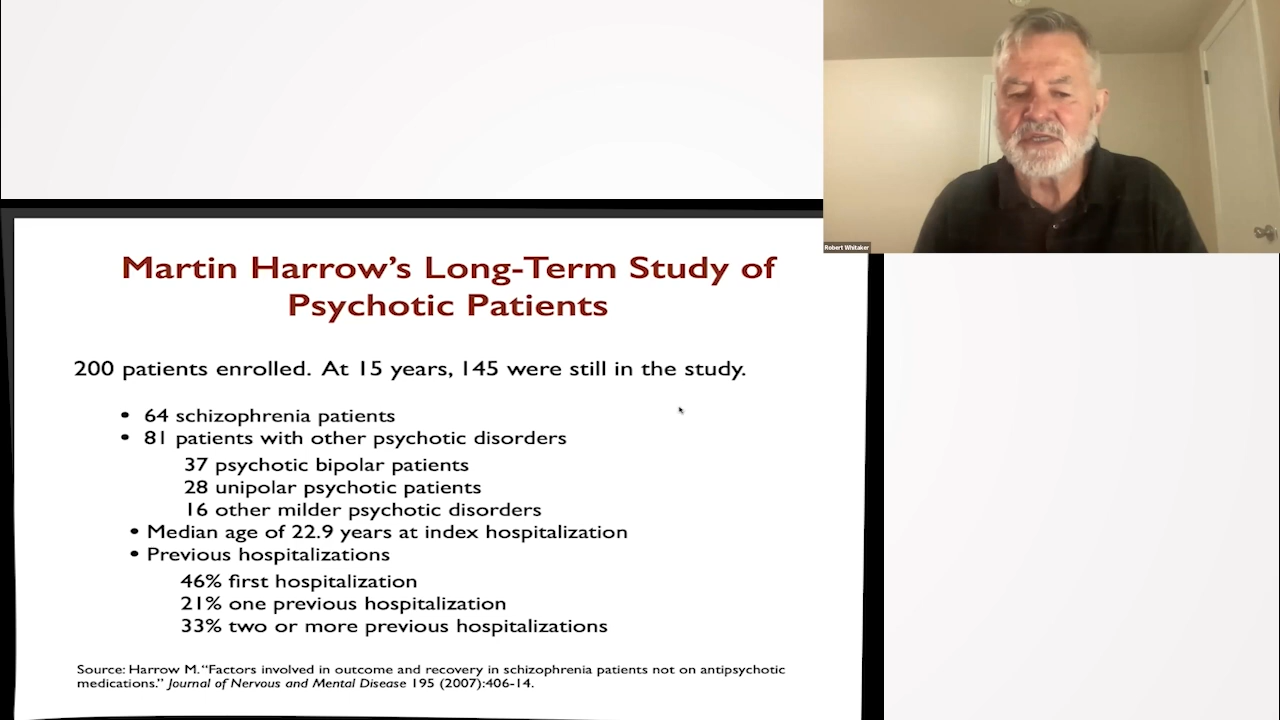 Robert Whitaker
Martin Harrow’s Long-Term Study of
Psychotic Patients
200 patients enrolled. At 15 years, 145 were still in the study.
• 64 schizophrenia patients
• 81 patients with other psychotic disorders
37 psychotic bipolar patients
28 unipolar psychotic patients
16 other milder psychotic disorders
• Median age of 22.9 years at index hospitalization
• Previous hospitalizations
46% first hospitalization
21% one previous hospitalization
33% two or more previous hospitalizations
Source: Harrow M. “Factors involved in outcome and recovery in schizophrenia patients not on antipsychotic
medications.” Journal of Nervous and Mental Disease 195 (2007):406-14.